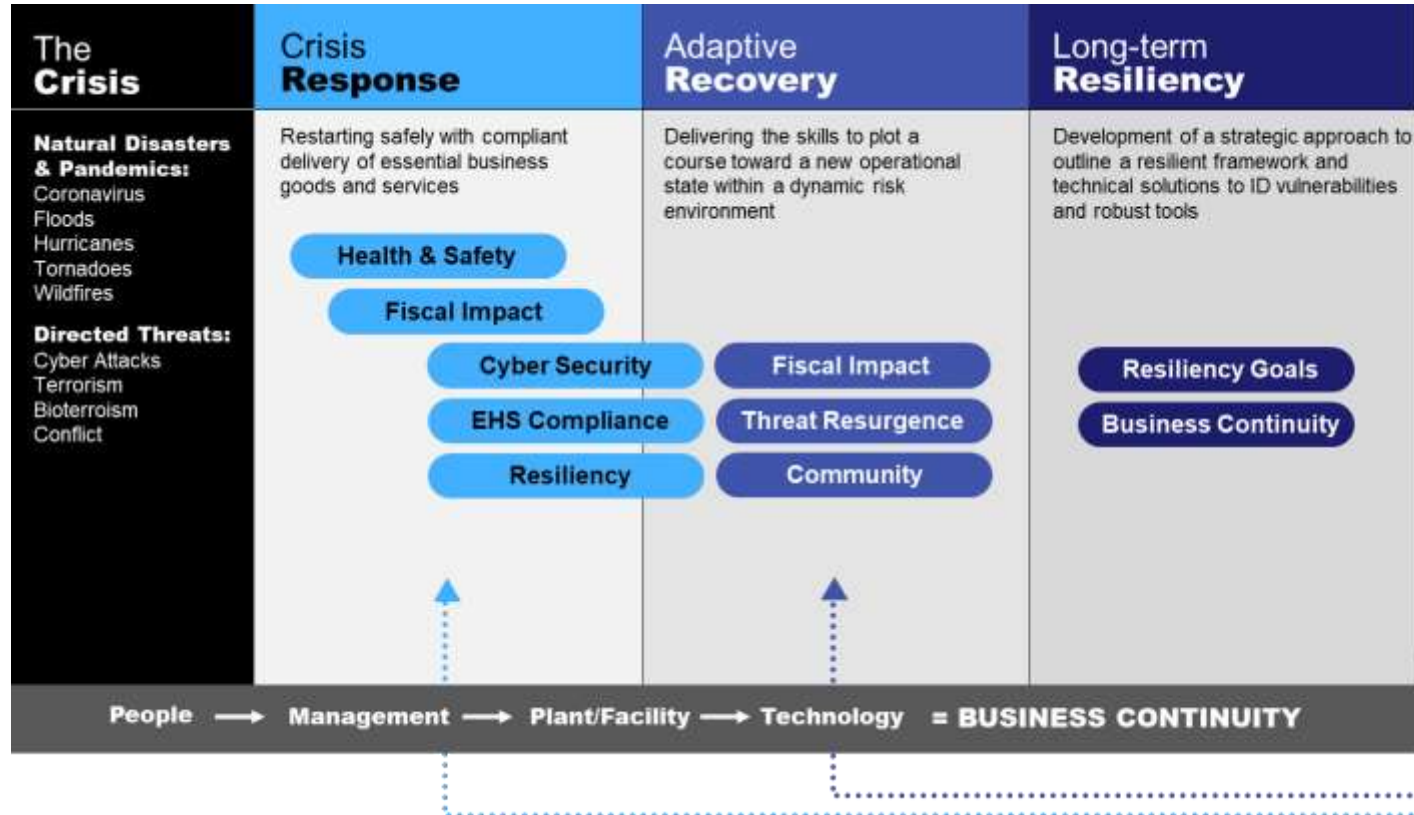 The
Crisis
Natural Disasters
& Pandemics:
Coronavirus
Floods
Hurricanes
Tornadoes
Wildfires
Directed Threats:
Cyber Attacks
Terrorism
Bioterroism
Conflict
Crisis
Response
Restarting safely with compliant
delivery of essential business
goods and services
Health & Safety
Fiscal Impact
Cyber Security
EHS Compliance
Resiliency
Adaptive
Recovery
Delivering the skills to plot a
course toward a new operational
state within a dynamic risk
environment
Fiscal Impact
Threat Resurgence
Community
Long-term
Resiliency
Development of a strategic approach to
outline a resilient framework and
technical solutions to ID vulnerabilities
and robust tools
Resiliency Goals
Business Continuity
People → Management → Plant/Facility → Technology = BUSINESS CONTINUITY